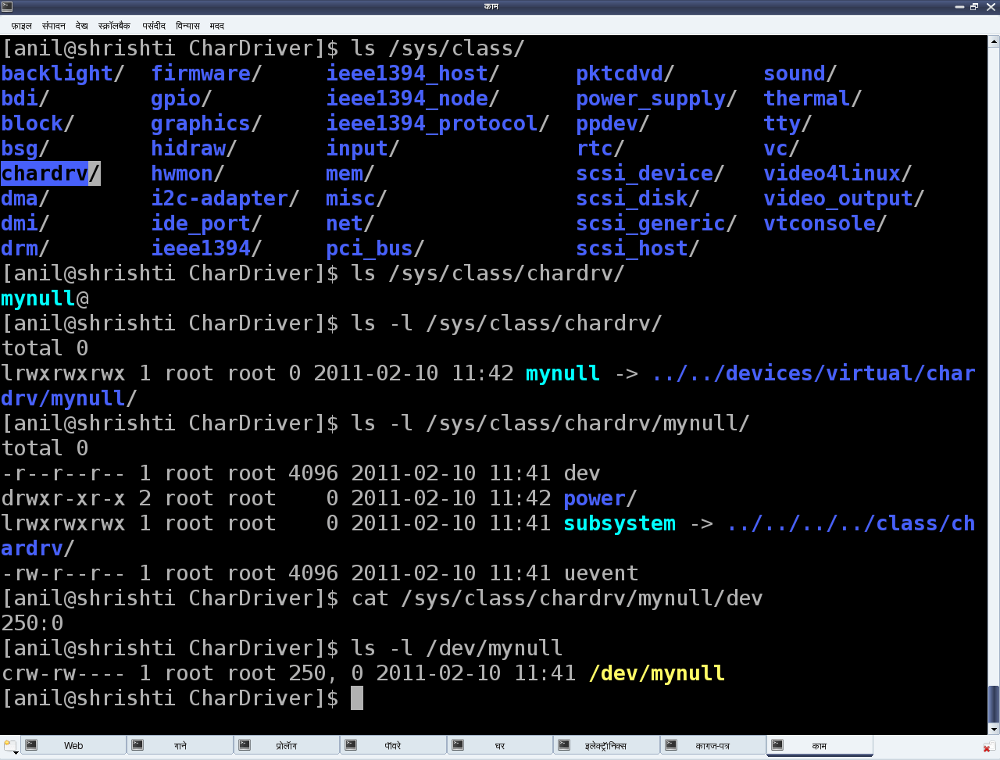 काम
फ़ाइल संपादन देख स्क्रॉलबैक पसंदीद विन्यास मदद
[anil@shrishti CharDriver]$ ls /sys/class/
backlight/ firmware/ ieee1394_host/ pktcdvd/ sound/
bdi/ gpio/ ieee1394_node/ power_supply/ thermal/
block/ graphics/ ieee1394_protocol/ ppdev/ tty/
bsg/ hidraw/ input/ rtc/ vc/
chardrv/ hwmon/ mem/ scsi_device/ video4linux/
dma/ i2c-adapter/ misc/ scsi_disk/ video_output/
dmi/ ide_port/ net/ scsi_generic/ vtconsole/
drm/ ieee1394/ pci_bus/ scsi_host/
[anil@shrishti CharDriver]$ ls /sys/class/chardrv/
mynull@
[anil@shrishti CharDriver]$ ls -l /sys/class/chardrv/
total 0
lrwxrwxrwx 1 root root 0 2011-02-10 11:42 mynull -> ../../devices/virtual/char
drv/mynull/
[anil@shrishti CharDriver]$ ls -l /sys/class/chardrv/mynull/
total 0
-r--r--r-- 1 root root 4096 2011-02-10 11:41 dev
drwxr-xr-x 2 root root    0 2011-02-10 11:42 power/
lrwxrwxrwx 1 root root    0 2011-02-10 11:41 subsystem -> ../../../../class/ch
ardrv/
-rw-r--r-- 1 root root 4096 2011-02-10 11:41 uevent
[anil@shrishti CharDriver]$ cat /sys/class/chardrv/mynull/dev
250:0
[anil@shrishti CharDriver]$ ls -l /dev/mynull
crw-rw---- 1 root root 250, 0 2011-02-10 11:41 /dev/mynull
[anil@shrishti CharDriver]$
Web गाने प्रोलॉग पॉवरे घर इलेक्ट्रॉनिक्स कागज-पत्र काम